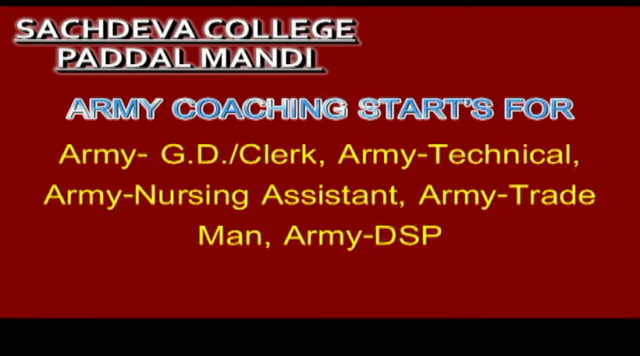 SACHDEVA COLLEGE
PADDAL MANDI
ARMY COACHING START'S FOR
Army- G.D./Clerk, Army-Technical,
Army-Nursing Assistant, Army-Trade
Man, Army-DSP